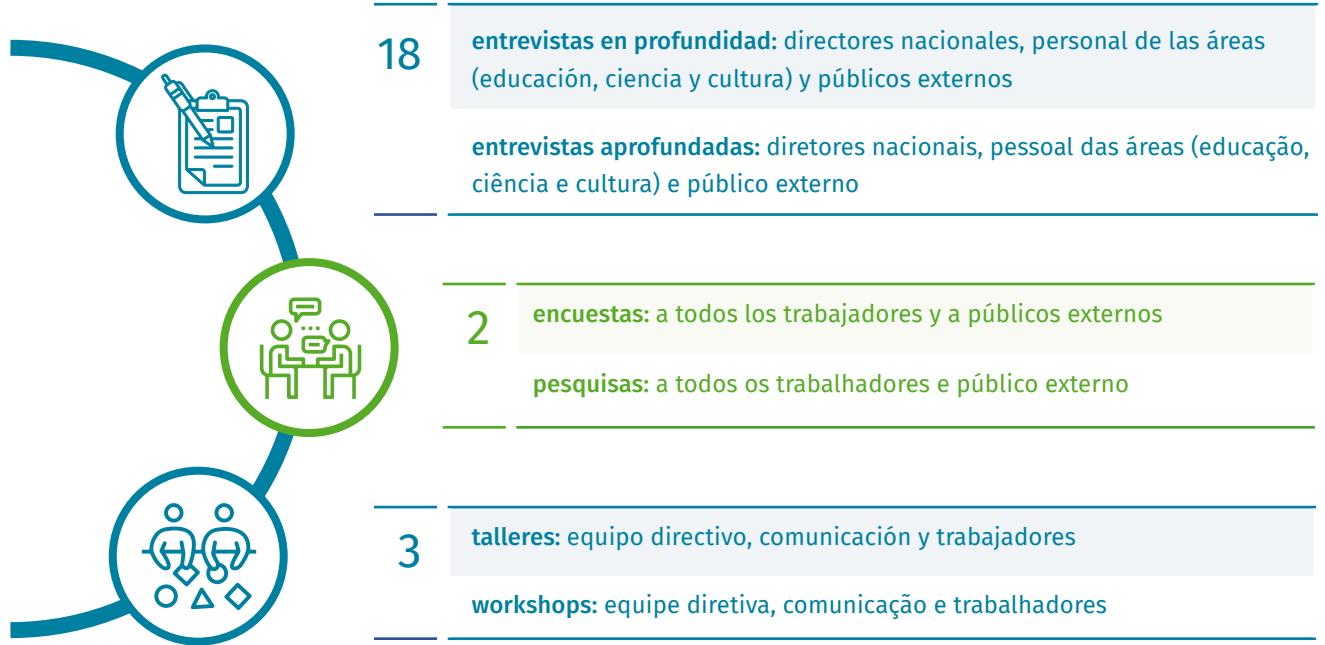 18
entrevistas en profundidad: directores nacionales, personal de las áreas
(educación, ciencia y cultura) y públicos externos
entrevistas aprofundadas: diretores nacionais, pessoal das áreas (educação,
ciência e cultura) e público externo
2
encuestas: a todos los trabajadores y a públicos externos
pesquisas: a todos os trabalhadores e público externo
3
talleres: equipo directivo, comunicación y trabajadores
workshops: equipe diretiva, comunicação e trabalhadores